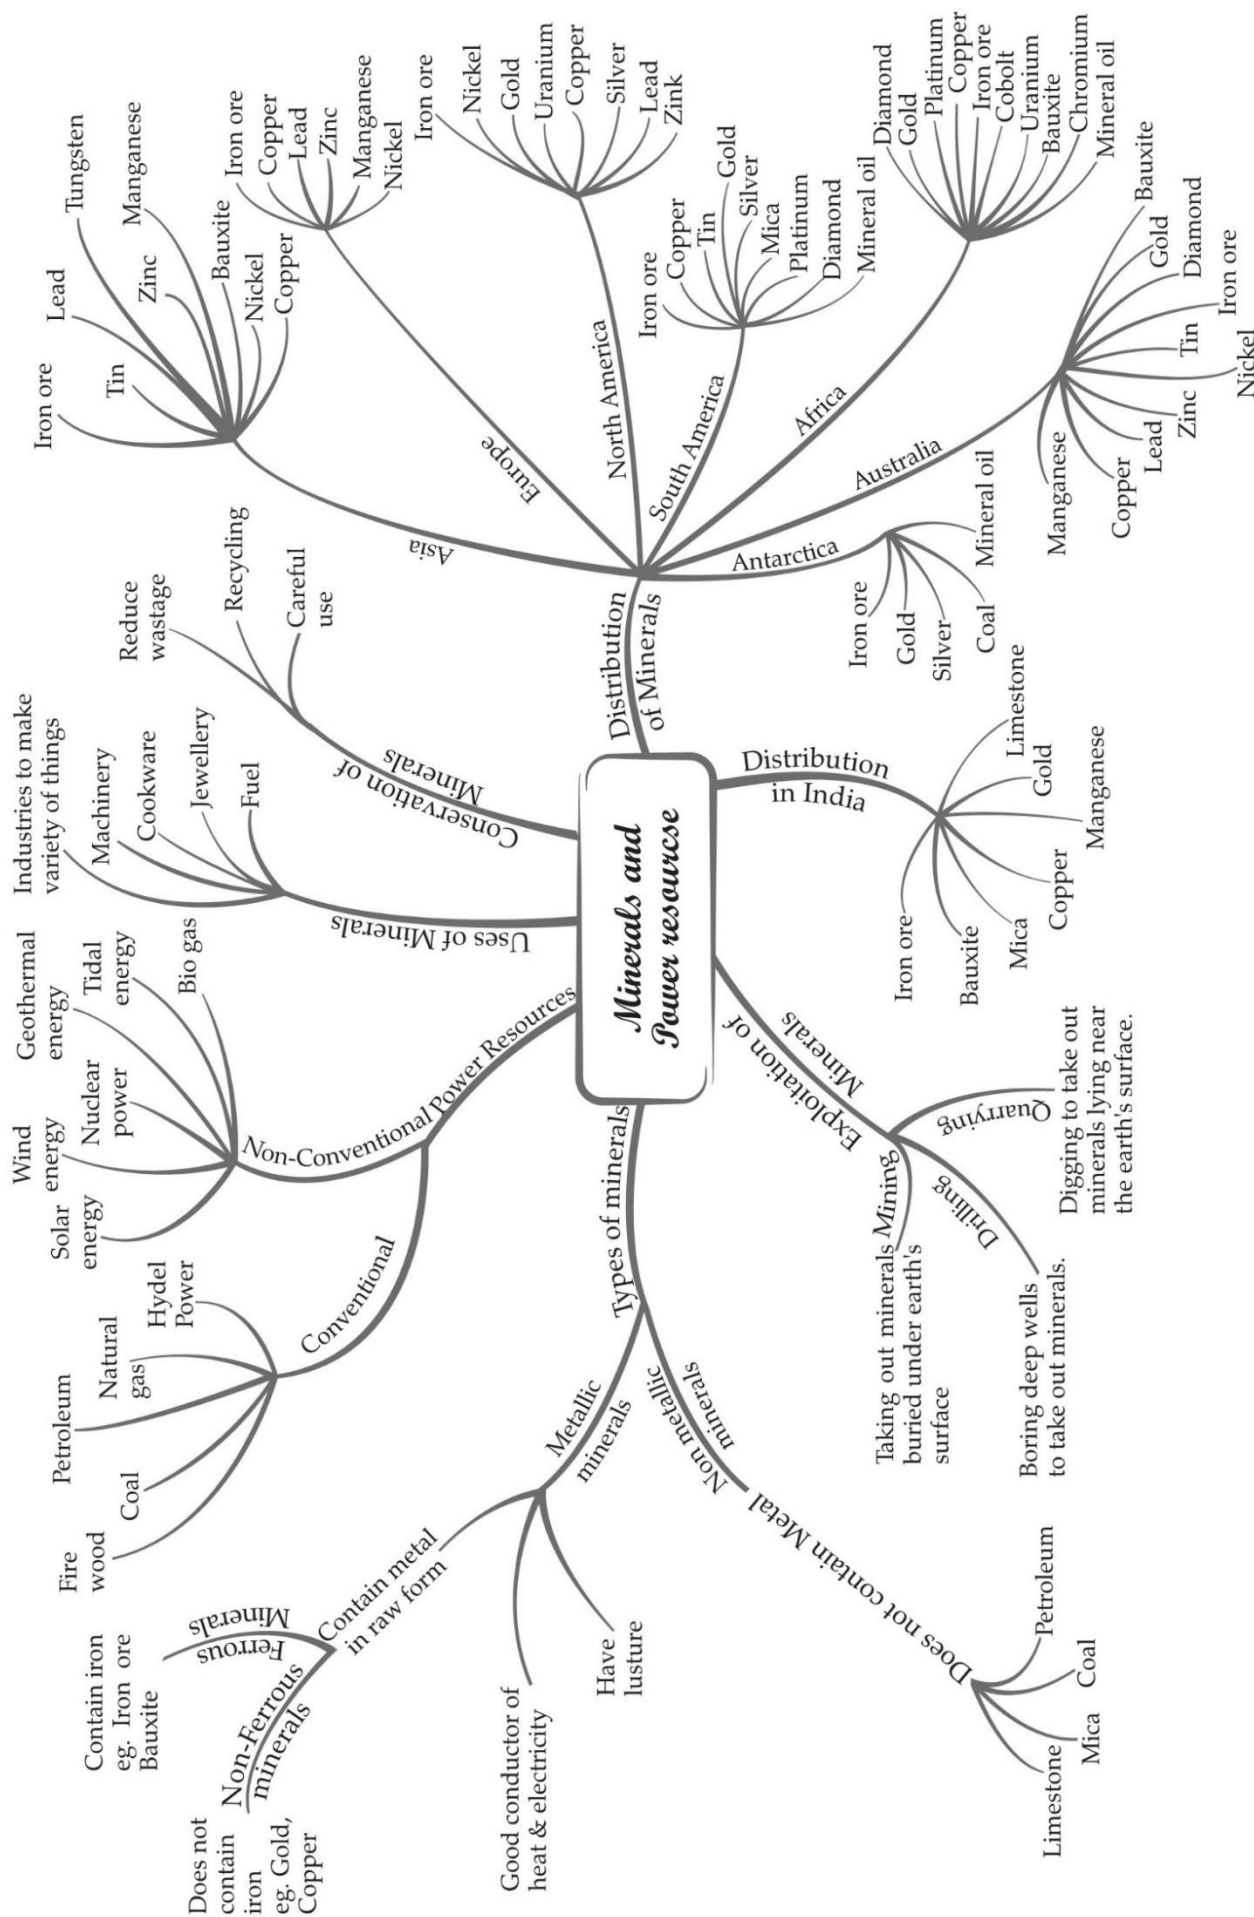 Minerals and
Power resourse
Types of minerals
Metallic
minerals
Contain metal
in raw form
Ferrous
Minerals
Contain iron
eg. Iron ore
Bauxite
Non-Ferrous
minerals
Does not
contain
iron
eg. Gold,
Copper
Good conductor of
heat & electricity
Have
lusture
Non metallic
minerals
Does not contain Metal
Limestone
Mica
Coal
Petroleum
Conventional
Fire
wood
Coal
Petroleum
Natural
gas
Hydel
Power
Non-Conventional Power Resources
Solar
energy
Wind
energy
Nuclear
power
Geothermal
energy
Tidal
energy
Bio gas
Uses of Minerals
Industries to make
variety of things
Machinery
Cookware
Jewellery
Fuel
Conservation of
Minerals
Reduce
wastage
Recycling
Careful
use
Distribution
of Minerals
Asia
Iron ore
Tin
Lead
Tungsten
Manganese
Zinc
Bauxite
Nickel
Copper
Europe
Iron ore
Copper
Lead
Zinc
Manganese
Nickel
North America
Iron ore
Nickel
Gold
Uranium
Copper
Silver
Lead
Zink
South America
Iron ore
Copper
Tin
Gold
Silver
Mica
Platinum
Diamond
Mineral oil
Africa
Diamond
Gold
Platinum
Copper
Iron ore
Cobolt
Uranium
Bauxite
Chromium
Mineral oil
Australia
Bauxite
Gold
Diamond
Iron ore
Tin
Nickel
Zinc
Lead
Copper
Manganese
Antarctica
Iron ore
Gold
Silver
Coal
Mineral oil
Distribution
in India
Iron ore
Bauxite
Mica
Copper
Manganese
Gold
Limestone
Exploitation of
Minerals
Mining
Taking out minerals
buried under earth's
surface
Drilling
Boring deep wells
to take out minerals.
Quarrying
Digging to take out
minerals lying near
the earth's surface.